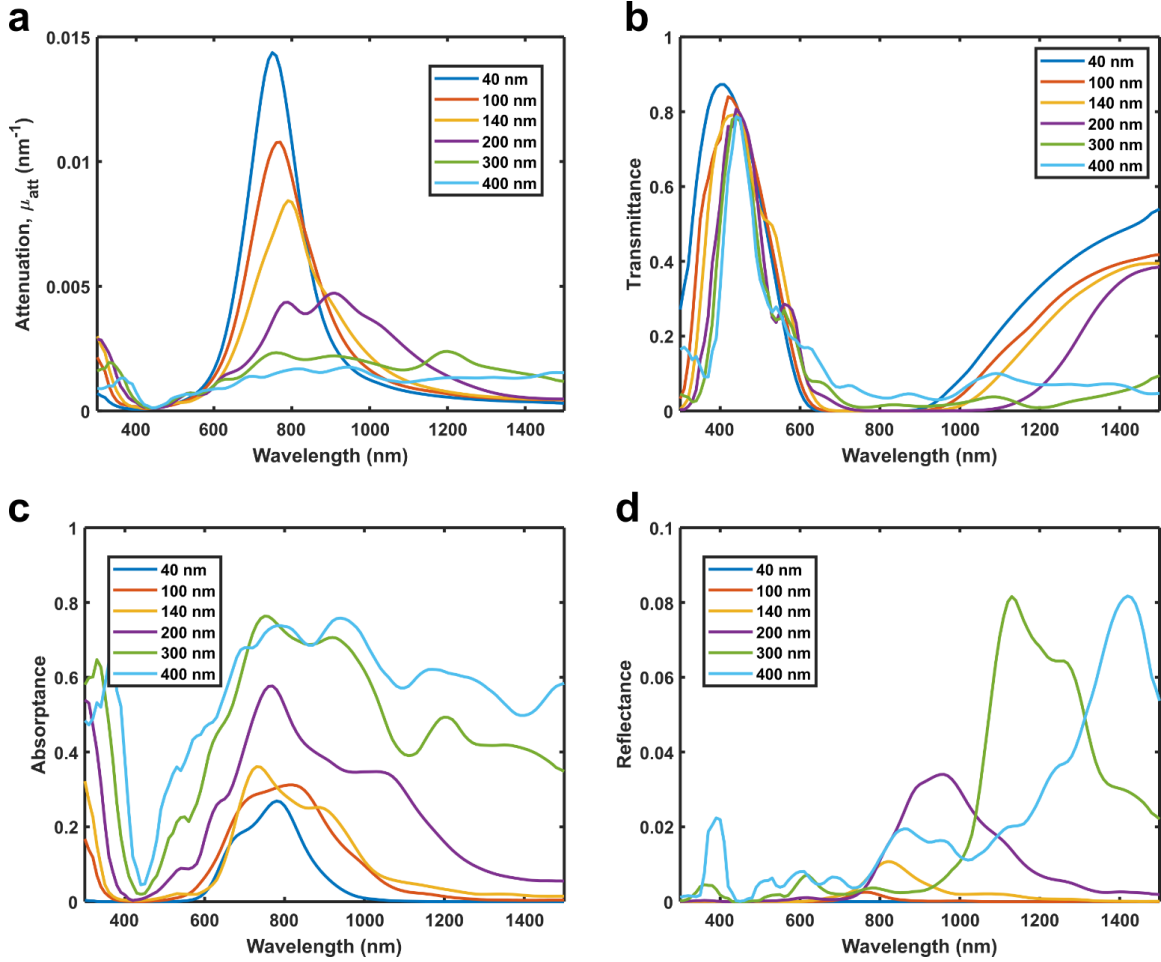 a
Attenuation, μatt (nm-1)
0.015
0.01
0.005
0
40 nm
100 nm
140 nm
200 nm
300 nm
400 nm
400 600 800 1000 1200 1400
Wavelength (nm)
b
Transmittance
1
0.8
0.6
0.4
0.2
0
40 nm
100 nm
140 nm
200 nm
300 nm
400 nm
400 600 800 1000 1200 1400
Wavelength (nm)
c
Absorptance
1
0.8
0.6
0.4
0.2
0
40 nm
100 nm
140 nm
200 nm
300 nm
400 nm
400 600 800 1000 1200 1400
Wavelength (nm)
d
Reflectance
0.1
0.08
0.06
0.04
0.02
0
40 nm
100 nm
140 nm
200 nm
300 nm
400 nm
400 600 800 1000 1200 1400
Wavelength (nm)